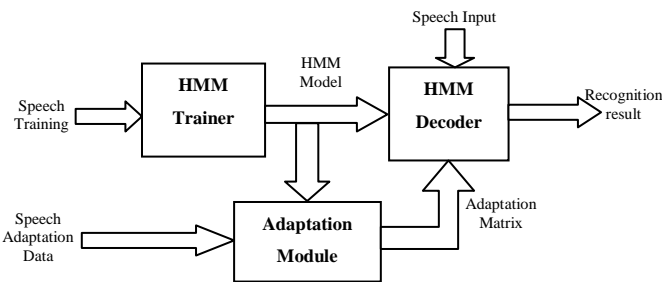 Speech Input
HMM
Model
HMM
Trainer
HMM
Decoder
Speech
Training
Recognition
result
Speech
Adaptation
Data
Adaptation
Module
Adaptation
Matrix